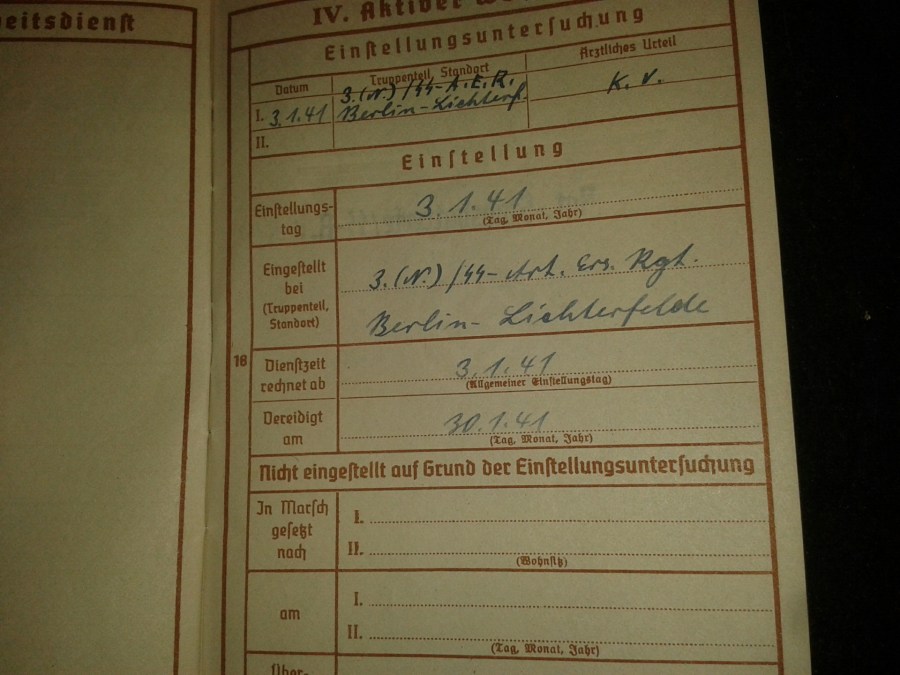 eitsdienst
IV. Aktiver
Einstellungsuntersuchung
Datum
Truppenteil, Standort
Ärztliches Urteil
I. 3.1.41
3.(N.)/SS-A.E.R.
Berlin-Lichterf.
K.V.
II.
Einstellung
Einstellungs-
tag
3.1.41
(Tag, Monat, Jahr)
Eingestellt
bei
(Truppenteil,
Standort)
3.(N.)/SS-Art. Ers. Rgt.
Berlin-Lichterfelde
16
Dienstzeit
rechnet ab
3.1.41
(Allgemeiner Einstellungstag)
Vereidigt
am
30.1.41
(Tag, Monat, Jahr)
Nicht eingestellt auf Grund der Einstellungsuntersuchung
In Marsch
gesetzt
nach
I.
II.
(Wohnsitz)
am
I.
II.
(Tag, Monat, Jahr)
Über-